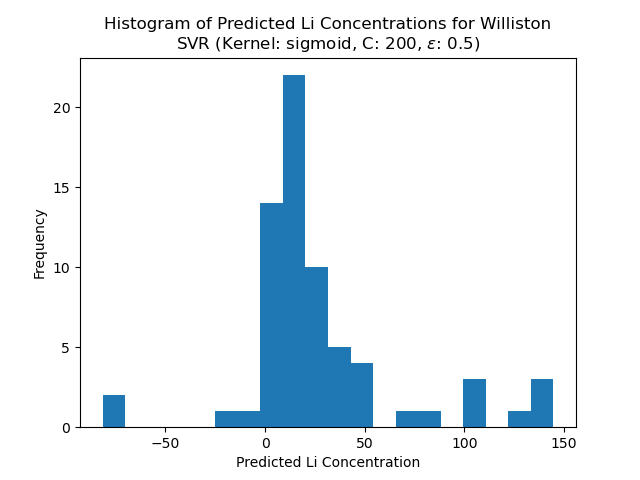 Histogram of Predicted Li Concentrations for Williston
SVR (Kernel: sigmoid, C: 200, ε: 0.5)
20
15
10
5
0
Frequency
−50
0
50
100
150
Predicted Li Concentration